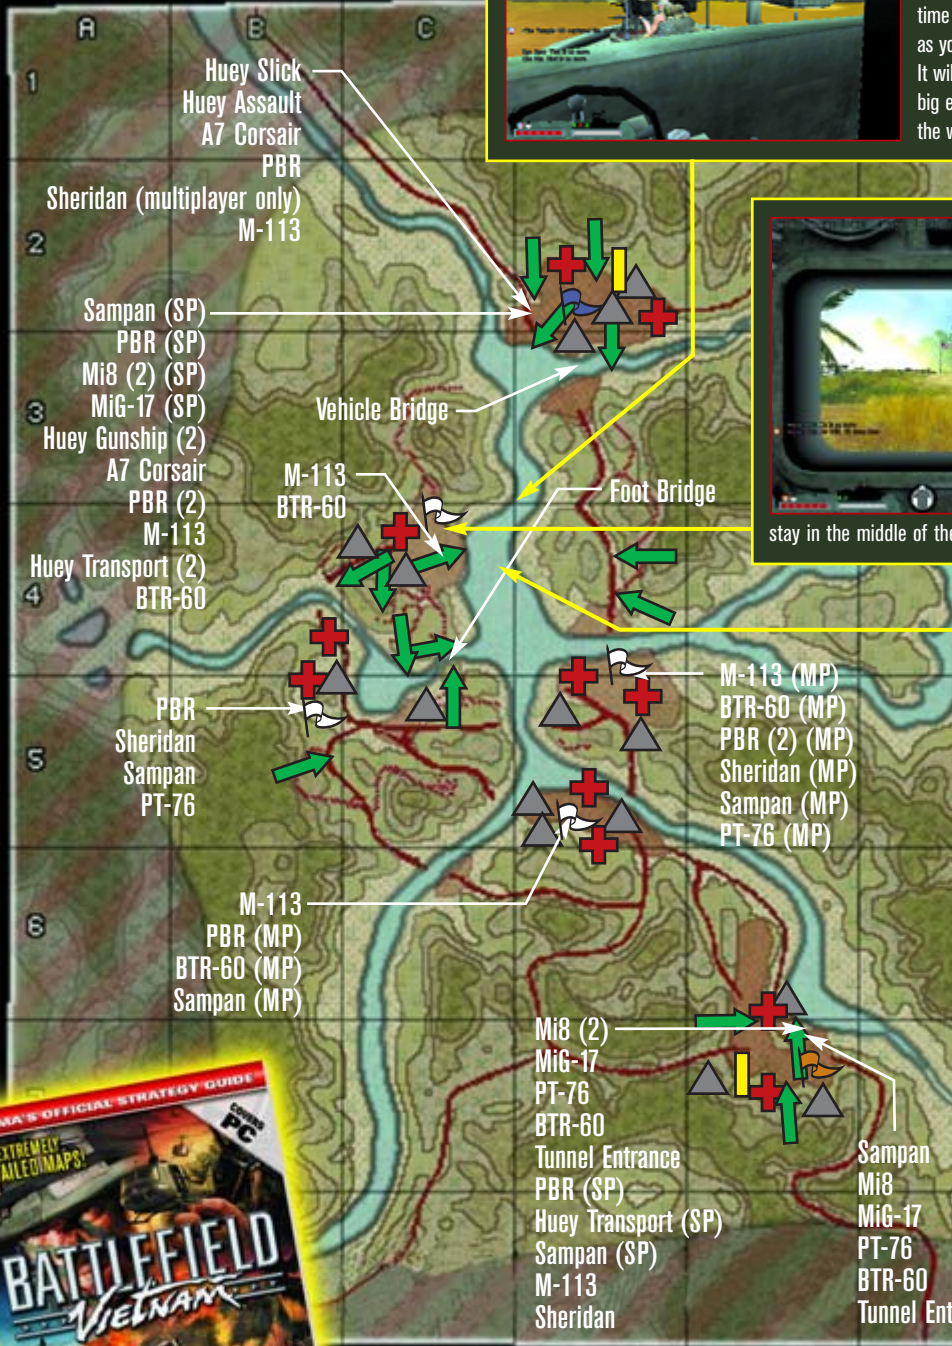 time
as yo
It wil
big e
the w
A
B
C
1
Huey Slick
Huey Assault
A7 Corsair
PBR
Sheridan (multiplayer only)
M-113
2
Sampan (SP)
PBR (SP)
Mi8 (2) (SP)
MiG-17 (SP)
Huey Gunship (2)
A7 Corsair
PBR (2)
M-113
Huey Transport (2)
BTR-60
Vehicle Bridge
3
M-113
BTR-60
Foot Bridge
stay in the middle of the
4
PBR
Sheridan
Sampan
PT-76
M-113 (MP)
BTR-60 (MP)
PBR (2) (MP)
Sheridan (MP)
Sampan (MP)
PT-76 (MP)
5
M-113
PBR (MP)
BTR-60 (MP)
Sampan (MP)
6
Mi8 (2)
MiG-17
PT-76
BTR-60
Tunnel Entrance
PBR (SP)
Huey Transport (SP)
Sampan (SP)
M-113
Sheridan
Sampan
Mi8
MiG-17
PT-76
BTR-60
Tunnel Ent
MA'S OFFICIAL STRATEGY GUIDE
COVERS
PC
EXTREMELY
AILED MAPS!
BATTLEFIELD
VIETNAM